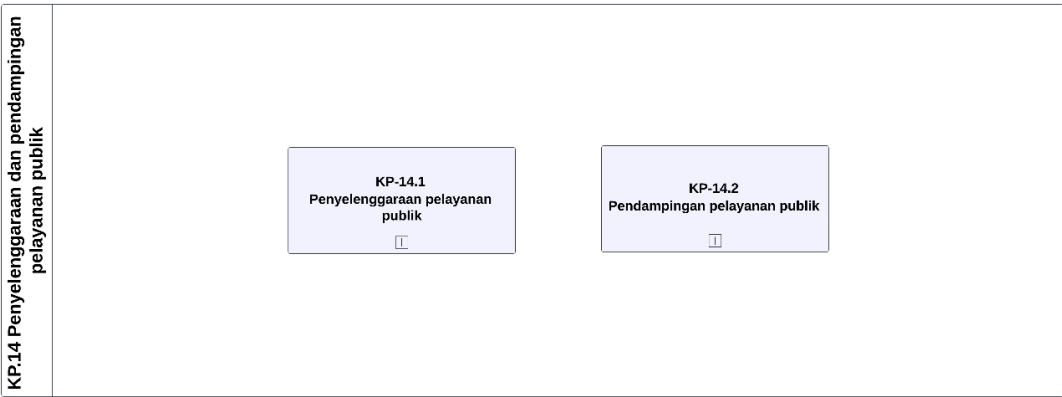 KP.14 Penyelenggaraan dan pendampingan
pelayanan publik
KP-14.1
Penyelenggaraan pelayanan
publik
KP-14.2
Pendampingan pelayanan publik